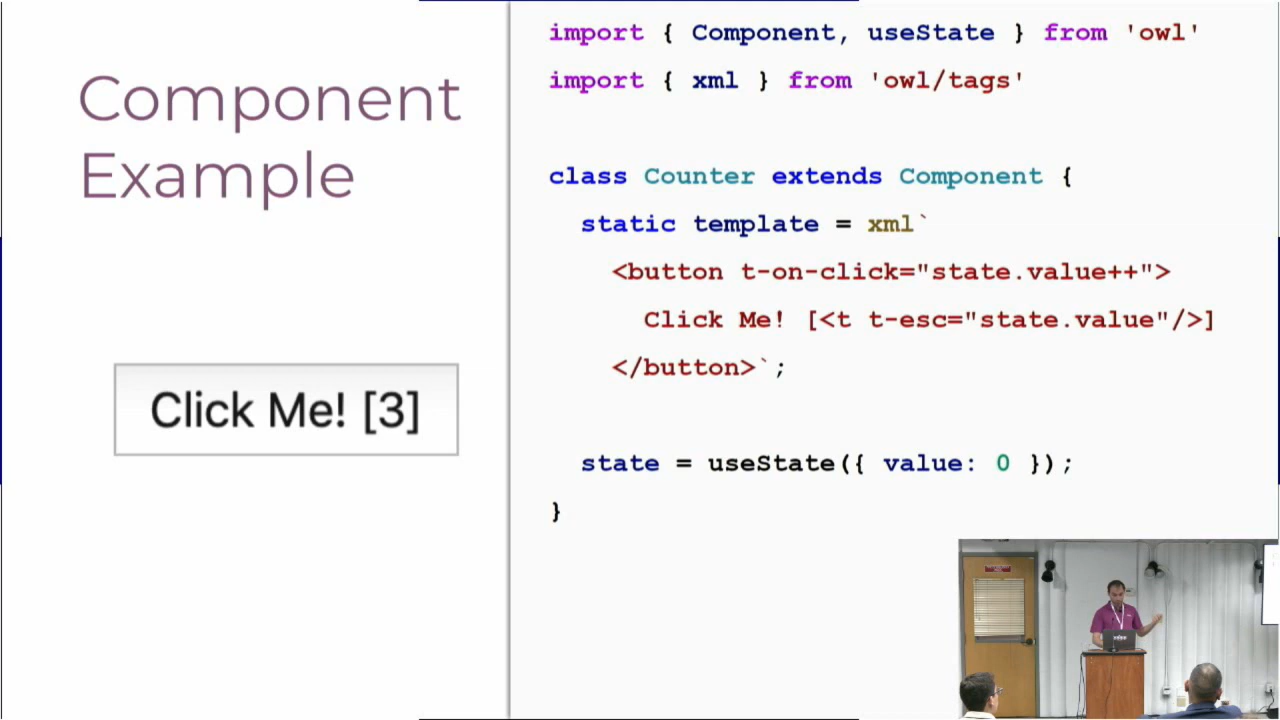 Component
Example
Click Me! [3]
import { Component, useState } from 'owl'
import { xml } from 'owl/tags'
class Counter extends Component {
static template = xml`
<button t-on-click="state.value++">
Click Me! [<t t-esc="state.value"/>]
</button>`;
state = useState({ value: 0 });
}